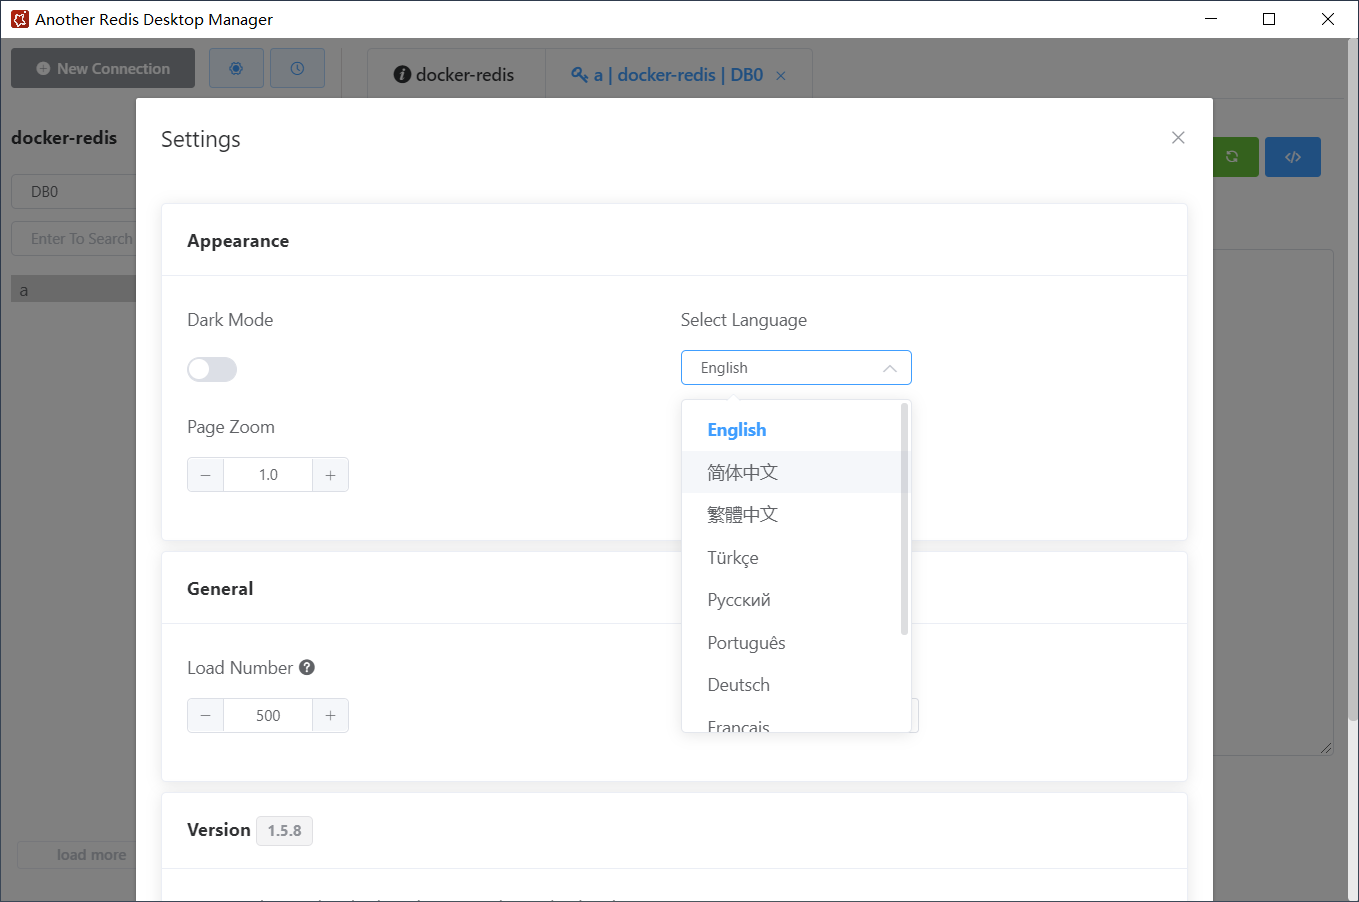 Another Redis Desktop Manager
New Connection
docker-redis
a | docker-redis | DB0
docker-redis
DB0
Enter To Search
a
load more
Settings
Appearance
Dark Mode
Select Language
English
Page Zoom
1.0
English
简体中文
繁體中文
Türkçe
Русский
Português
Deutsch
Français
General
Load Number
500
Version 1.5.8